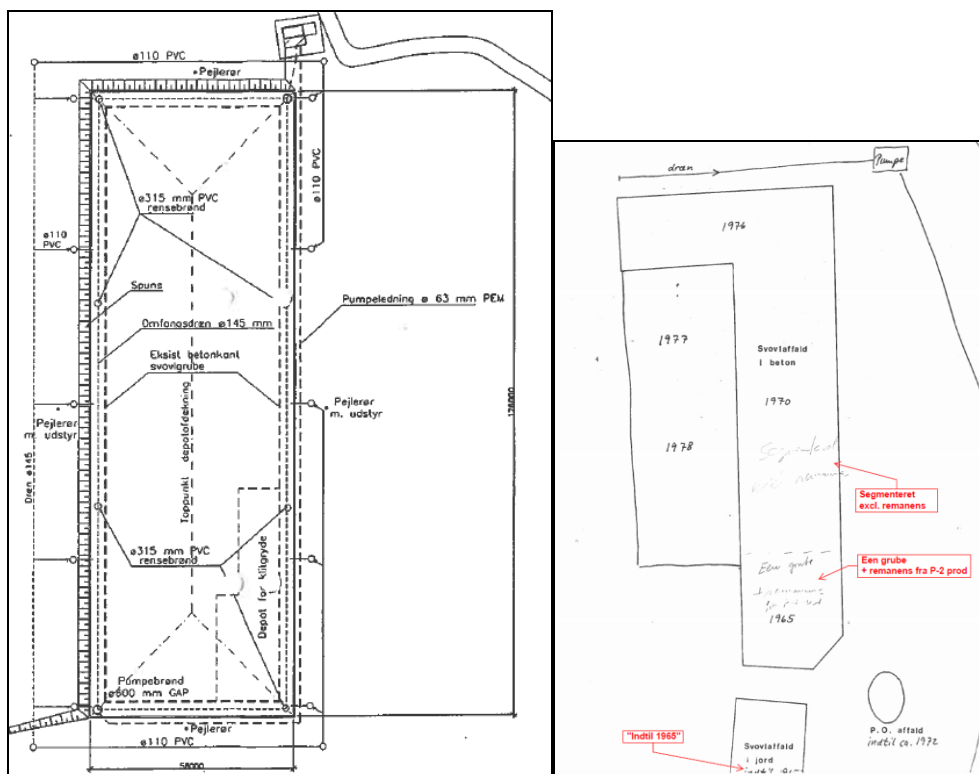 ø110 PVC
Pejlerør
ø110 PVC
ø315 mm PVC
rensebrønd
ø110
PVC
Spuns
Pumpeledning ø 63 mm PEM
Omfangsdræn ø145 mm
Eksist betonkant
svovlgrube
Pejlerør
m. udstyr
Pejlerør
m. udstyr
Dræn ø145
Toppunkt depotafdækning
ø315 mm PVC
rensebrønd
Depot for klitgryde
Pumpebrønd
ø600 mm GAP
Pejlerør
ø110 PVC
58000
dræn
Pumpe
1976
1977
Svovlaffald
i beton
1970
1978
Segmenteret
excl. remanens
Een grube
Een grube
+ remanens fra P-2 prod
1965
P.O. affald
indtil ca. 1972
"Indtil 1965"
Svovlaffald
i jord